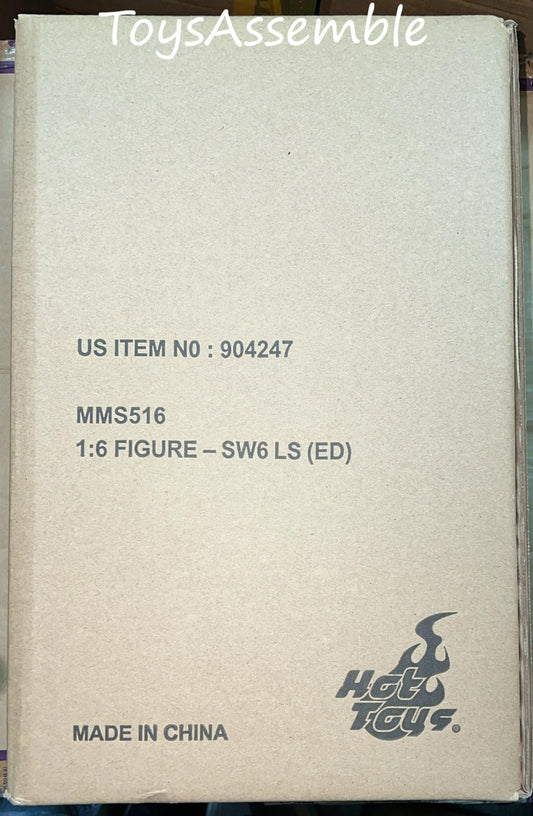 ToysAssemble
US ITEM N0 : 904247
MMS516
1:6 FIGURE – SW6 LS (ED)
Hot
Toys®
MADE IN CHINA